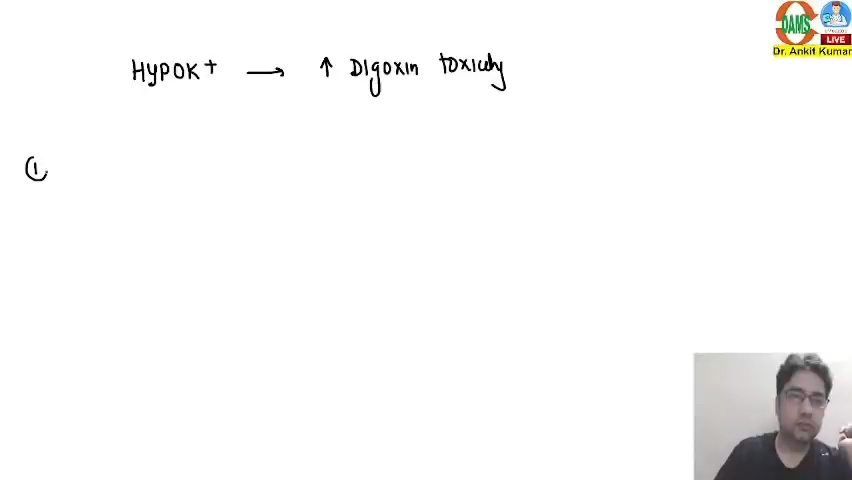 DAMS
LIVE
Dr. Ankit Kumar
HYPOK+ → ↑ Digoxin toxicity
①